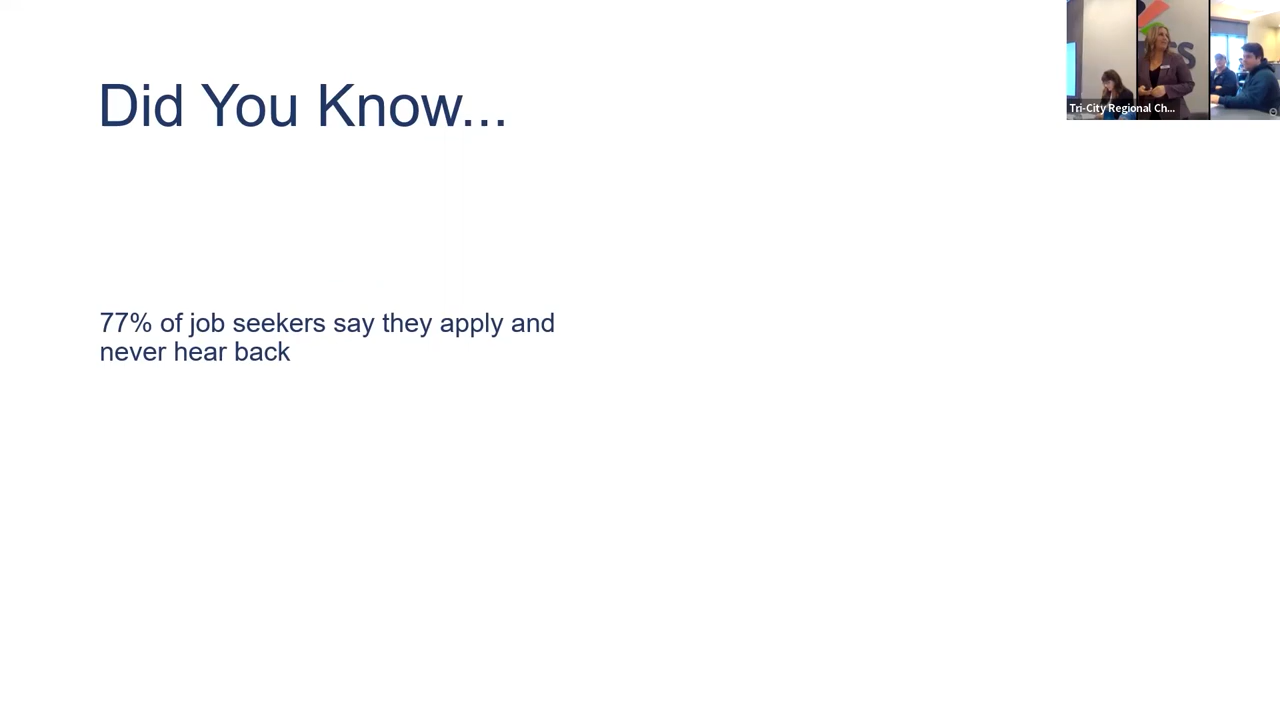 Did You Know...
77% of job seekers say they apply and
never hear back
Tri-City Regional Ch...